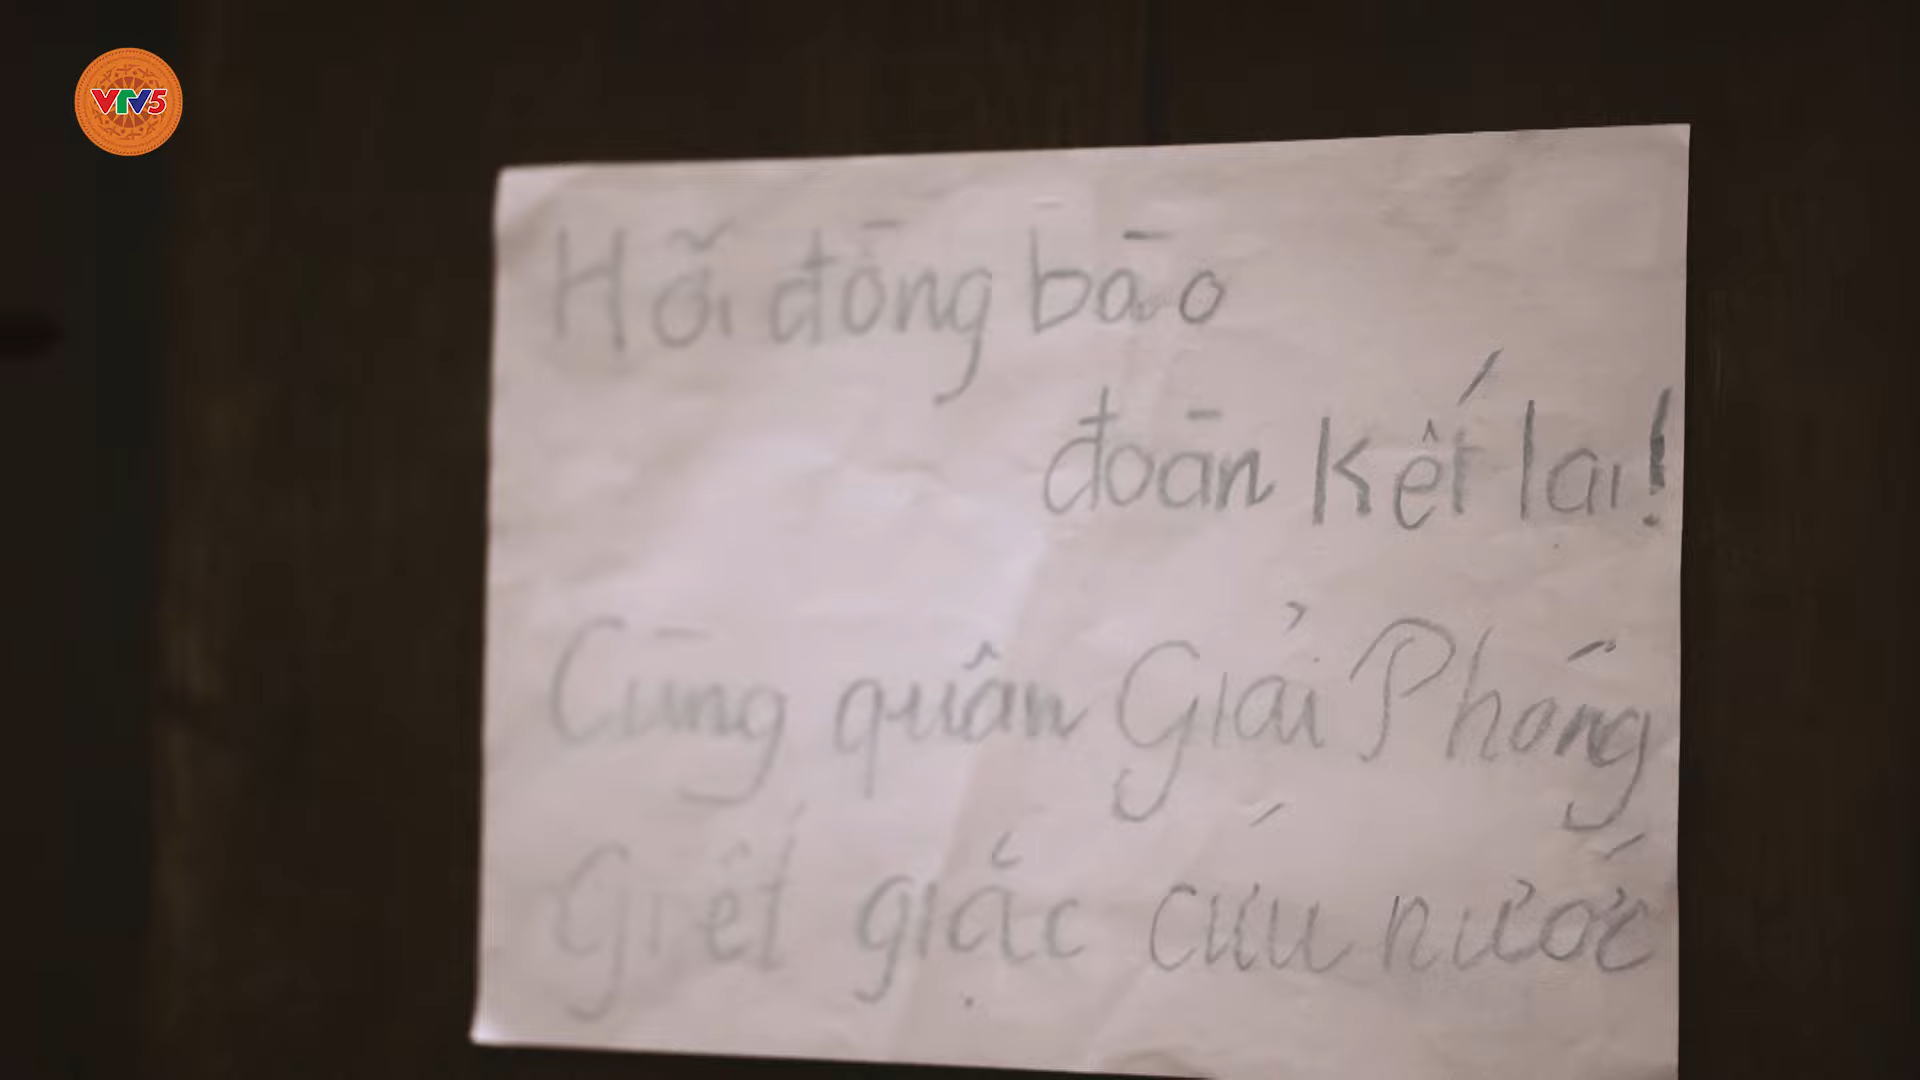 VTV5
Hỡi đồng bào
đoàn kết lại!
Cùng quân Giải Phóng
Giết giặc cứu nước